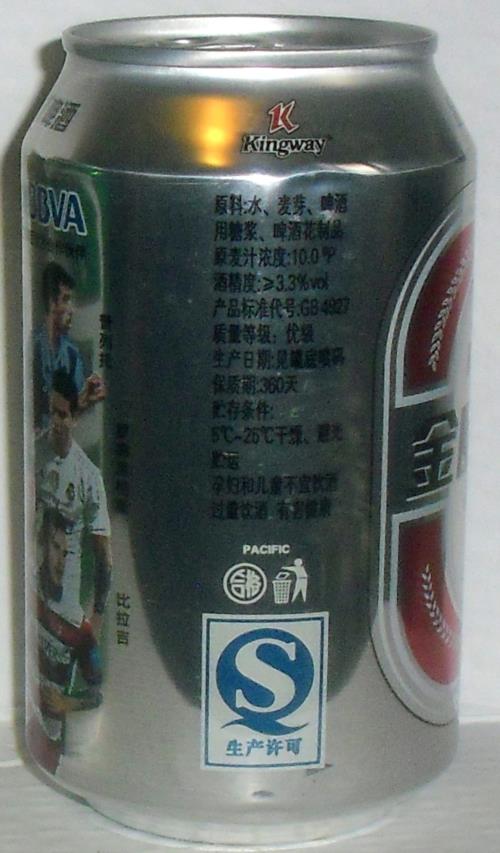 啤酒
Kingway
BBVA
原料:水、麦芽、啤酒
用糖浆、啤酒花制品
原麦汁浓度:10.0 °P
酒精度:≥3.3%vol
产品标准代号:GB 4927
质量等级: 优级
生产日期:见罐底喷码
保质期:360天
贮存条件:
5℃~25℃干燥、避光
贮运
孕妇和儿童不宜饮酒
过量饮酒 有害健康
比拉吉
PACIFIC
生产许可
金